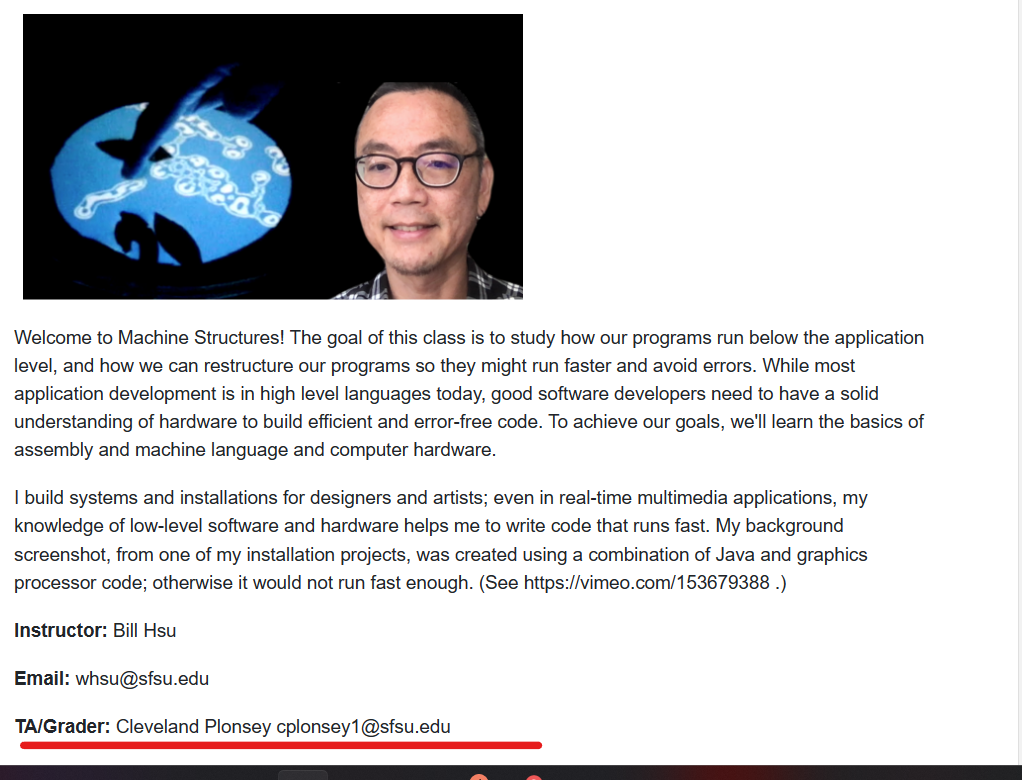 Welcome to Machine Structures! The goal of this class is to study how our programs run below the application
level, and how we can restructure our programs so they might run faster and avoid errors. While most
application development is in high level languages today, good software developers need to have a solid
understanding of hardware to build efficient and error-free code. To achieve our goals, we'll learn the basics of
assembly and machine language and computer hardware.
I build systems and installations for designers and artists; even in real-time multimedia applications, my
knowledge of low-level software and hardware helps me to write code that runs fast. My background
screenshot, from one of my installation projects, was created using a combination of Java and graphics
processor code; otherwise it would not run fast enough. (See https://vimeo.com/153679388 .)
Instructor: Bill Hsu
Email: whsu@sfsu.edu
TA/Grader: Cleveland Plonsey cplonsey1@sfsu.edu